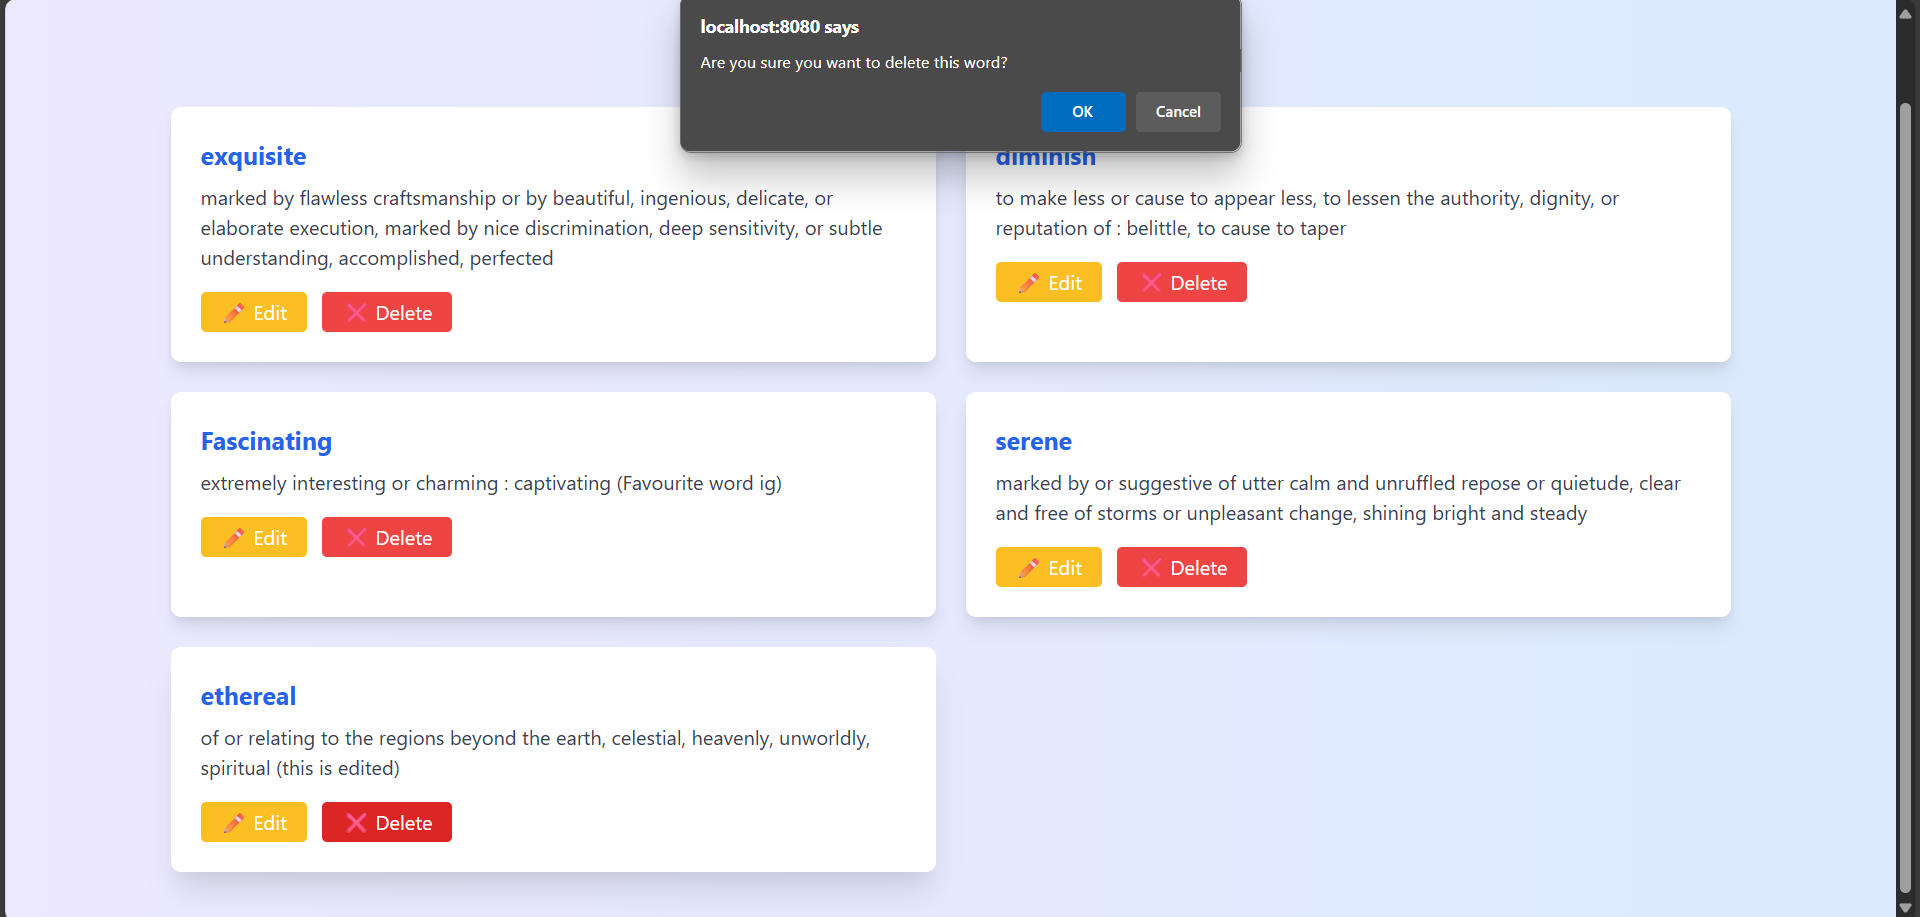 localhost:8080 says
Are you sure you want to delete this word?
OK
Cancel
exquisite
marked by flawless craftsmanship or by beautiful, ingenious, delicate, or
elaborate execution, marked by nice discrimination, deep sensitivity, or subtle
understanding, accomplished, perfected
Edit
Delete
diminish
to make less or cause to appear less, to lessen the authority, dignity, or
reputation of : belittle, to cause to taper
Edit
Delete
Fascinating
extremely interesting or charming : captivating (Favourite word ig)
Edit
Delete
serene
marked by or suggestive of utter calm and unruffled repose or quietude, clear
and free of storms or unpleasant change, shining bright and steady
Edit
Delete
ethereal
of or relating to the regions beyond the earth, celestial, heavenly, unworldly,
spiritual (this is edited)
Edit
Delete